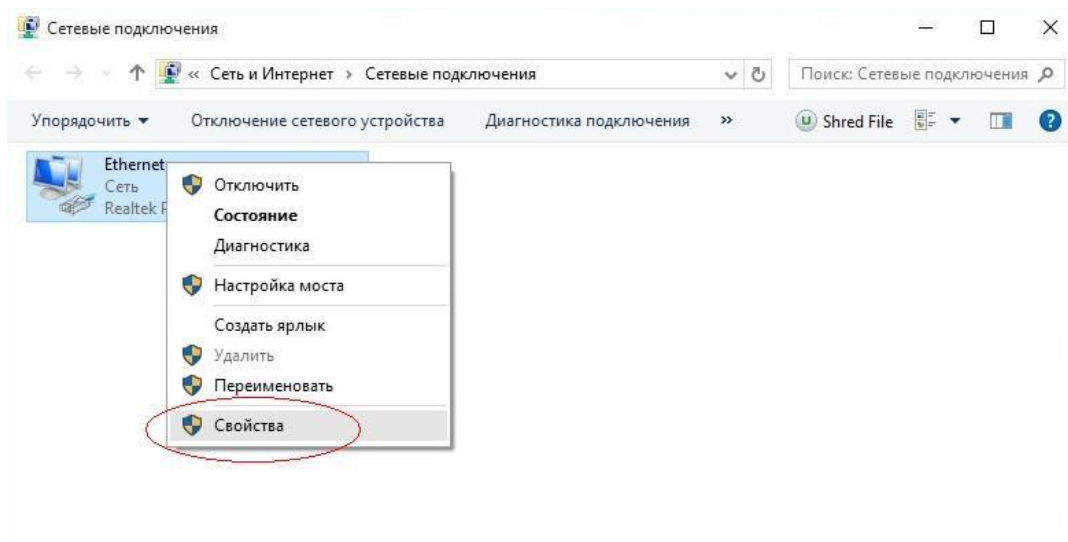 Сетевые подключения
« Сеть и Интернет › Сетевые подключения
Поиск: Сетевые подключения
Упорядочить
Отключение сетевого устройства
Диагностика подключения
»
Shred File
Ethernet
Сеть
Realtek
Отключить
Состояние
Диагностика
Настройка моста
Создать ярлык
Удалить
Переименовать
Свойства